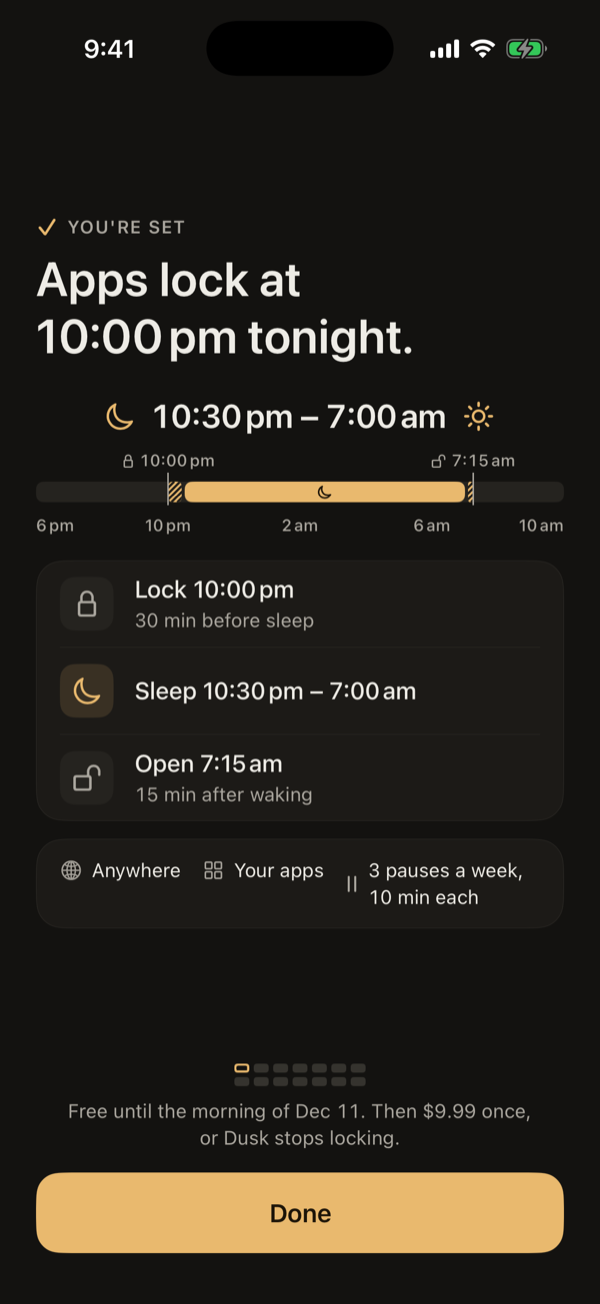 9:41
YOU'RE SET
Apps lock at
10:00 pm tonight.
10:30 pm – 7:00 am
10:00 pm 7:15 am
6 pm 10 pm 2 am 6 am 10 am
Lock 10:00 pm
30 min before sleep
Sleep 10:30 pm – 7:00 am
Open 7:15 am
15 min after waking
Anywhere Your apps 3 pauses a week,
10 min each
Free until the morning of Dec 11. Then $9.99 once,
or Dusk stops locking.
Done